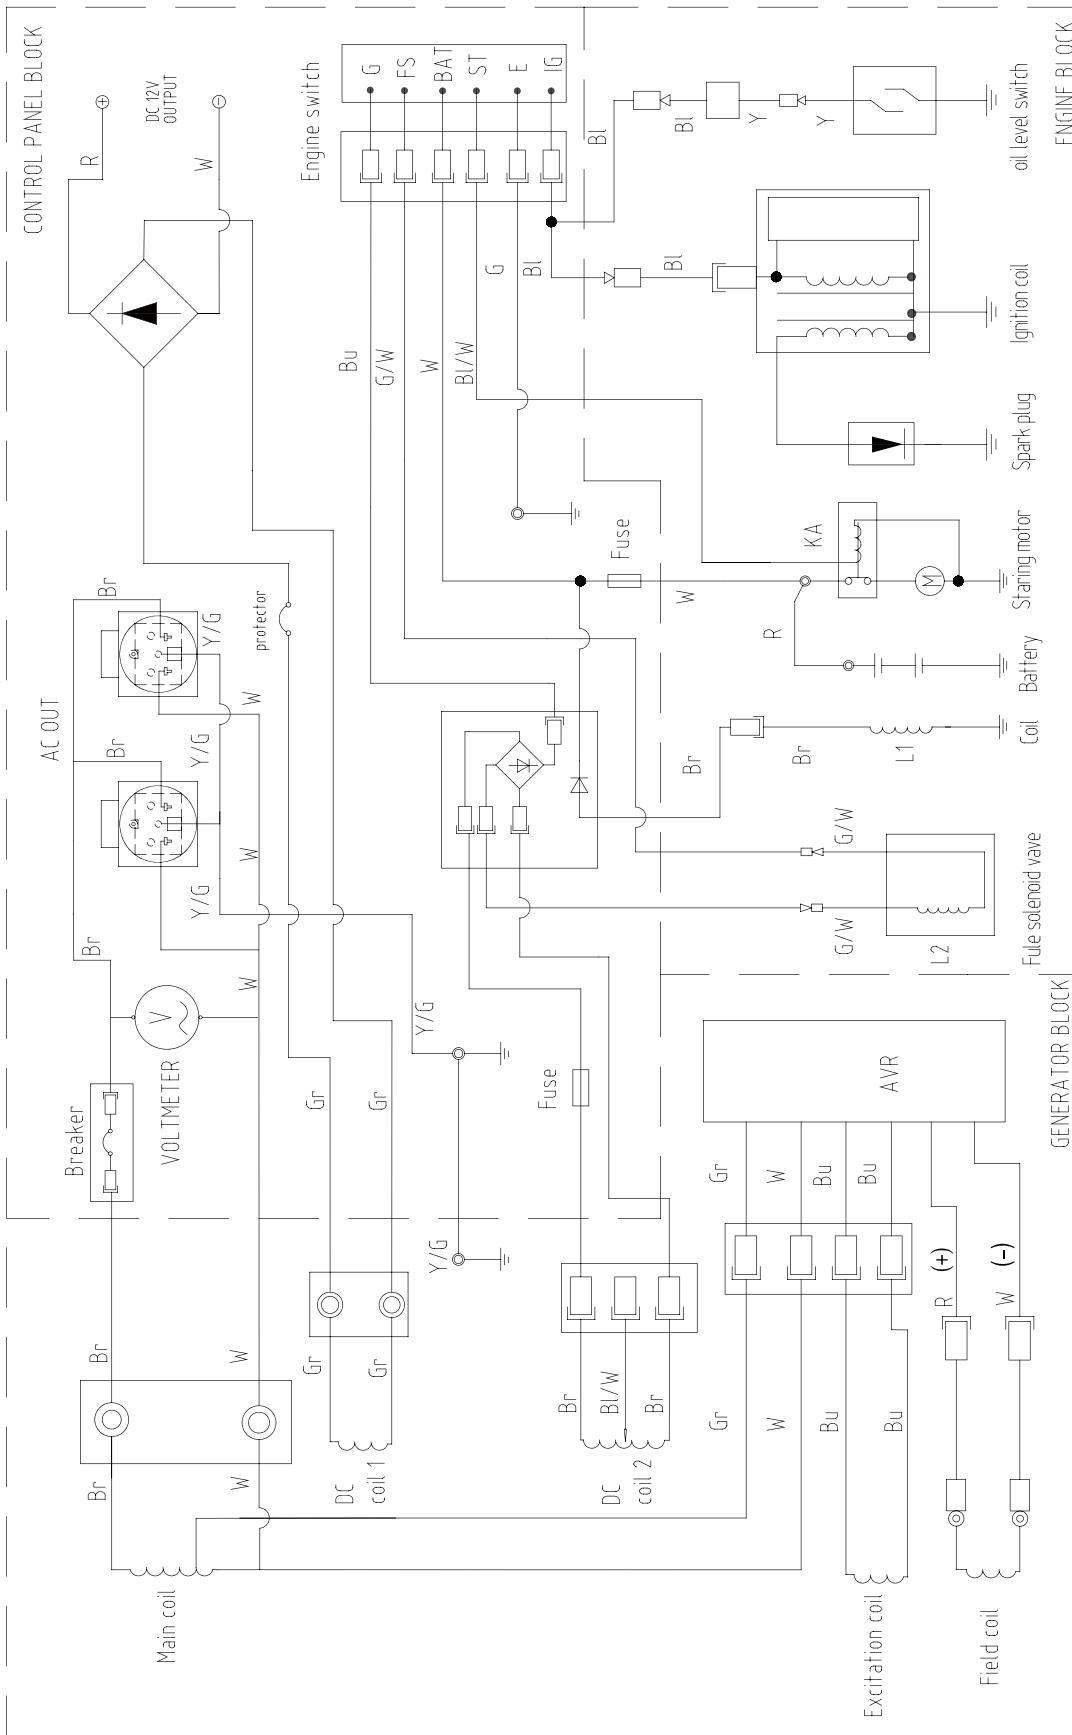 CONTROL PANEL BLOCK
ENGINE BLOCK
GENERATOR BLOCK
R
DC 12V
OUTPUT
W
Engine switch
G
FS
BAT
ST
E
IG
Bl
Bl
Y
Y
oil level switch
G
Bl
Bl
Ignition coil
Bu
G/W
W
Bl/W
Spark plug
AC OUT
Br
Y/G
W
protector
Fuse
W
KA
M
R
Staring motor
Battery
Br
Y/G
W
Br
Br
L1
Coil
Br
Y/G
W
G/W
G/W
L2
Fule solenoid vave
V
VOLTMETER
Breaker
Y/G
Gr
Gr
Fuse
AVR
Gr
W
Bu
Bu
Y/G
R
(+)
W
(-)
Br
W
Gr
Gr
Br
Bl/W
Br
Gr
W
Bu
Bu
Br
W
DC
coil 1
DC
coil 2
Main coil
Excitation coil
Field coil